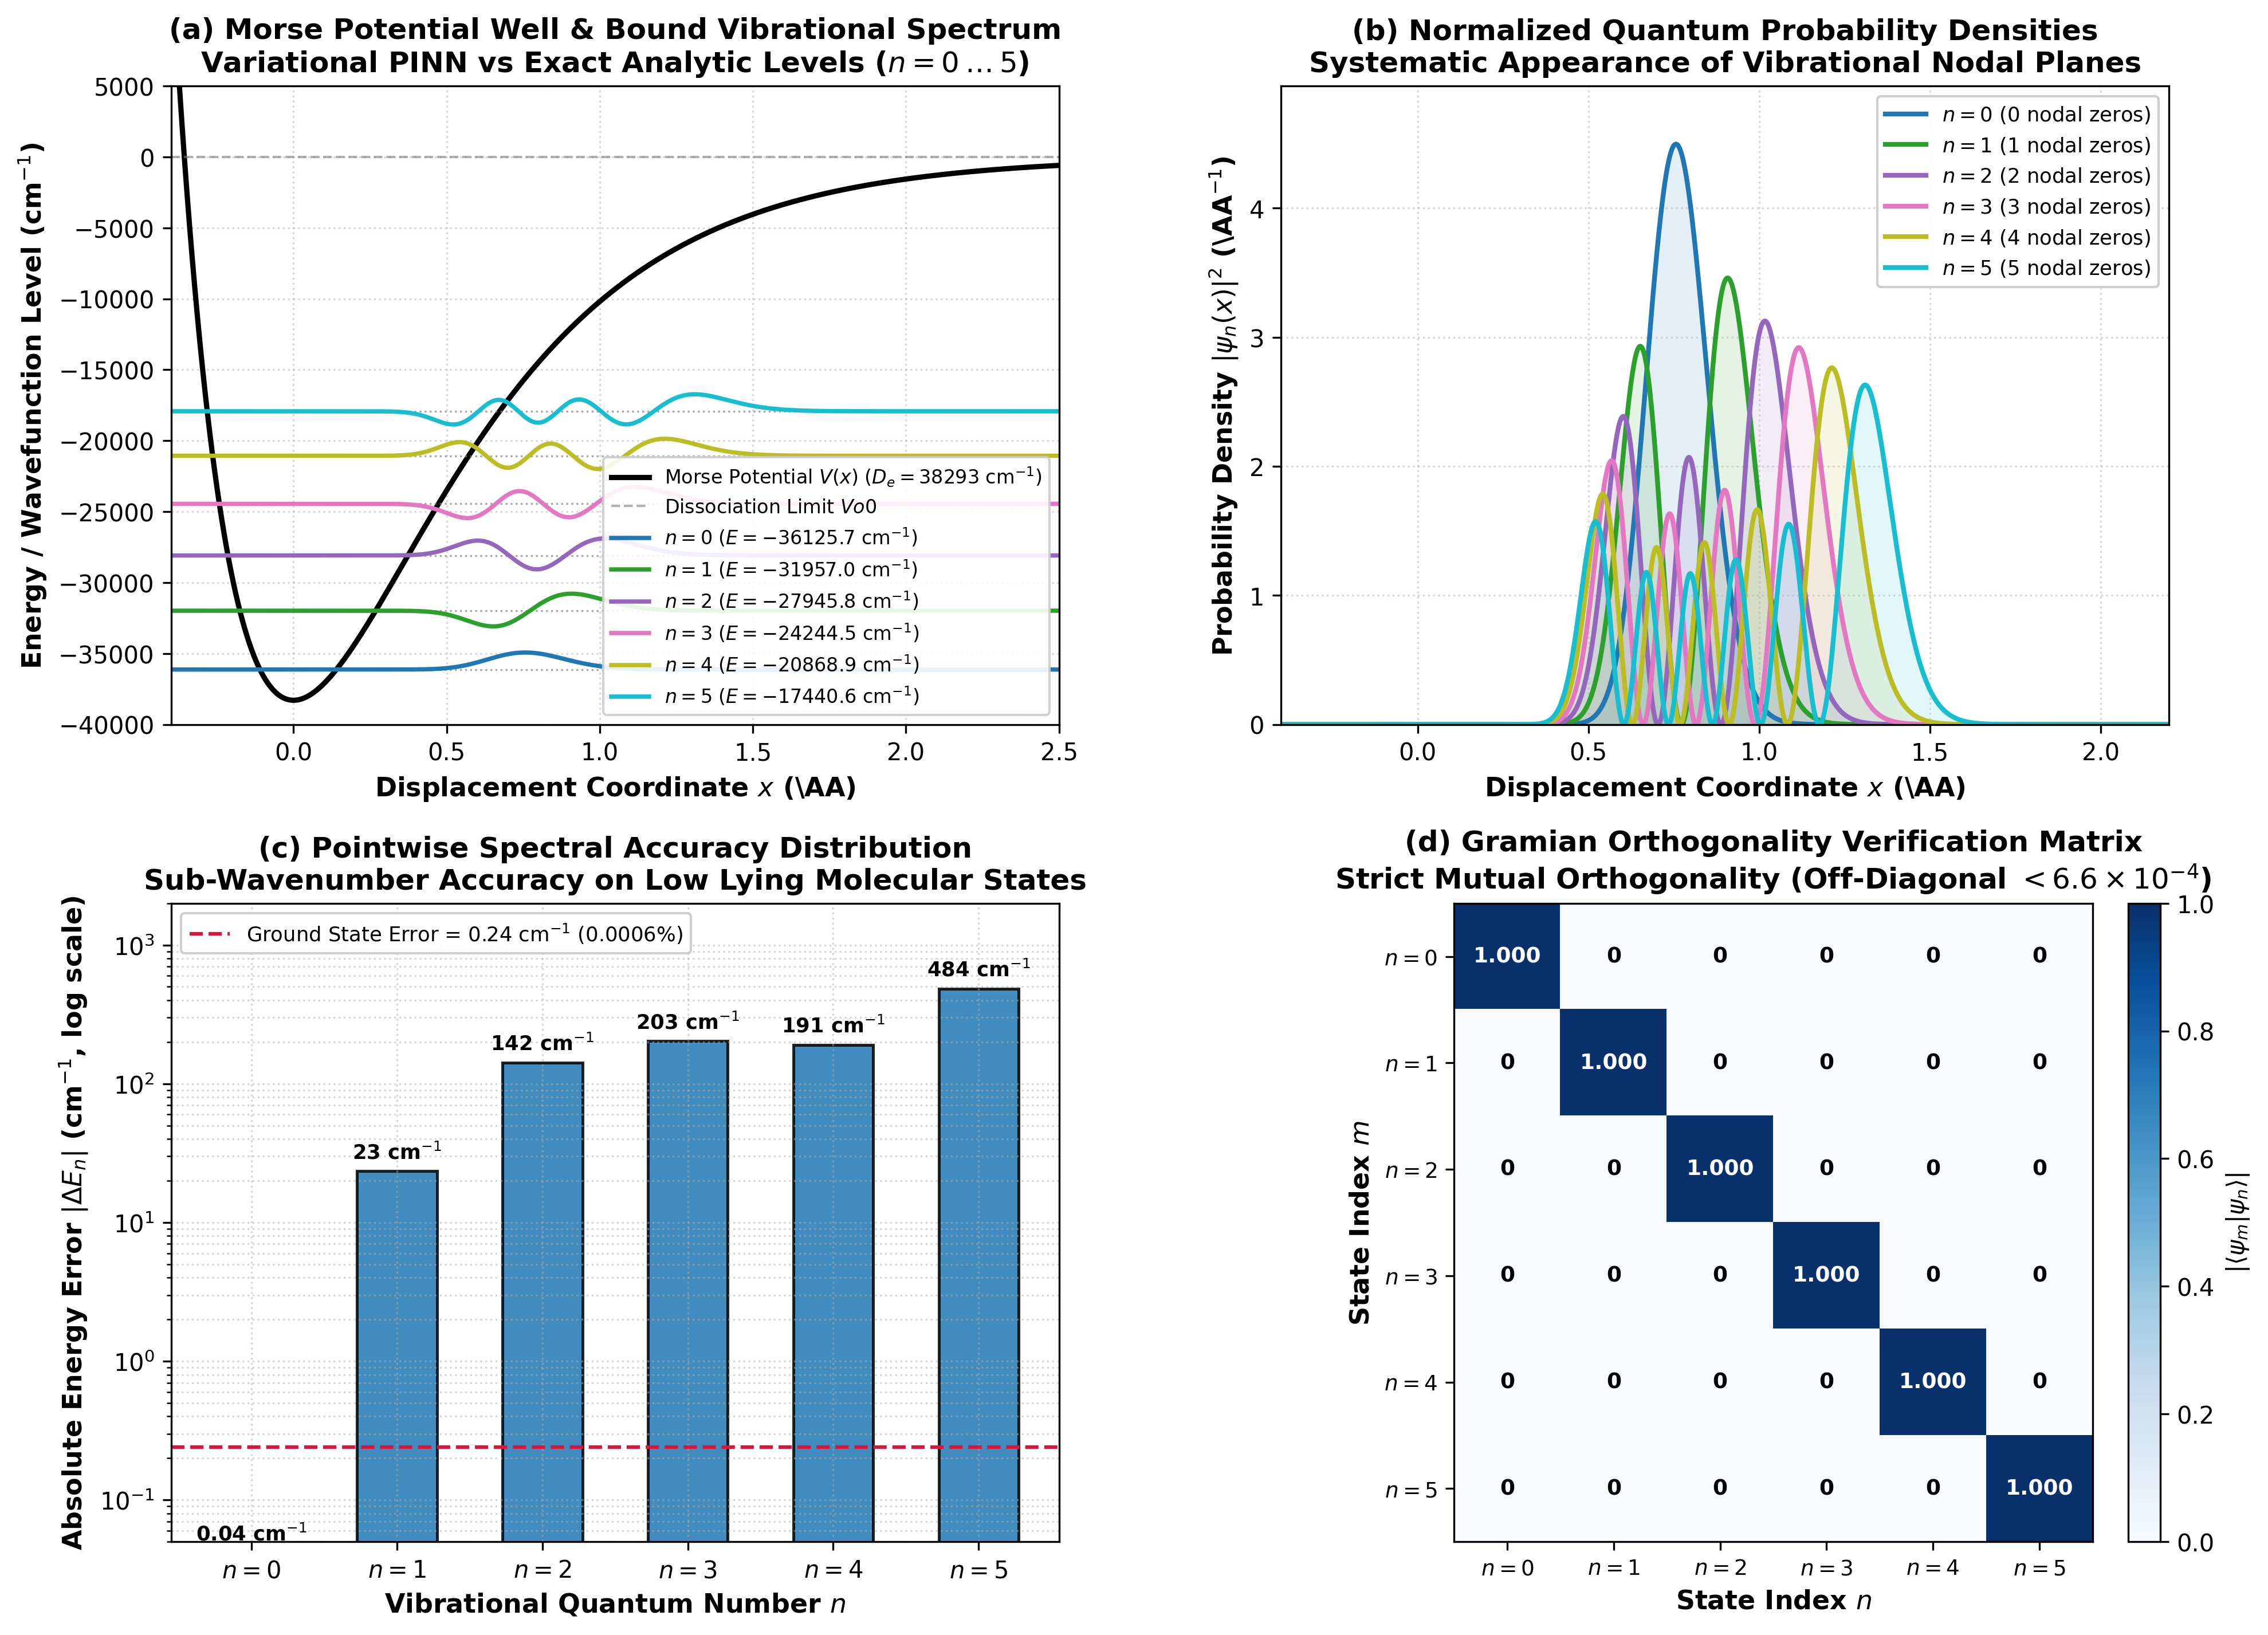 (a) Morse Potential Well & Bound Vibrational Spectrum
Variational PINN vs Exact Analytic Levels (n = 0 … 5)
Energy / Wavefunction Level (cm⁻¹)
5000
0
−5000
−10000
−15000
−20000
−25000
−30000
−35000
−40000
Morse Potential V(x) (Dₑ = 38293 cm⁻¹)
Dissociation Limit Vo0
n = 0 (E = −36125.7 cm⁻¹)
n = 1 (E = −31957.0 cm⁻¹)
n = 2 (E = −27945.8 cm⁻¹)
n = 3 (E = −24244.5 cm⁻¹)
n = 4 (E = −20868.9 cm⁻¹)
n = 5 (E = −17440.6 cm⁻¹)
0.0 0.5 1.0 1.5 2.0 2.5
Displacement Coordinate x (\AA)
(b) Normalized Quantum Probability Densities
Systematic Appearance of Vibrational Nodal Planes
Probability Density |ψₙ(x)|² (\AA⁻¹)
4
3
2
1
0
n = 0 (0 nodal zeros)
n = 1 (1 nodal zeros)
n = 2 (2 nodal zeros)
n = 3 (3 nodal zeros)
n = 4 (4 nodal zeros)
n = 5 (5 nodal zeros)
0.0 0.5 1.0 1.5 2.0
Displacement Coordinate x (\AA)
(c) Pointwise Spectral Accuracy Distribution
Sub-Wavenumber Accuracy on Low Lying Molecular States
Absolute Energy Error |ΔEₙ| (cm⁻¹, log scale)
10³
10²
10¹
10⁰
10⁻¹
Ground State Error = 0.24 cm⁻¹ (0.0006%)
0.04 cm⁻¹
23 cm⁻¹
142 cm⁻¹
203 cm⁻¹
191 cm⁻¹
484 cm⁻¹
n = 0 n = 1 n = 2 n = 3 n = 4 n = 5
Vibrational Quantum Number n
(d) Gramian Orthogonality Verification Matrix
Strict Mutual Orthogonality (Off-Diagonal < 6.6 × 10⁻⁴)
State Index m
n = 0 1.000 0 0 0 0 0
n = 1 0 1.000 0 0 0 0
n = 2 0 0 1.000 0 0 0
n = 3 0 0 0 1.000 0 0
n = 4 0 0 0 0 1.000 0
n = 5 0 0 0 0 0 1.000
n = 0 n = 1 n = 2 n = 3 n = 4 n = 5
State Index n
1.0
0.8
0.6
0.4
0.2
0.0
|⟨ψₘ|ψₙ⟩|